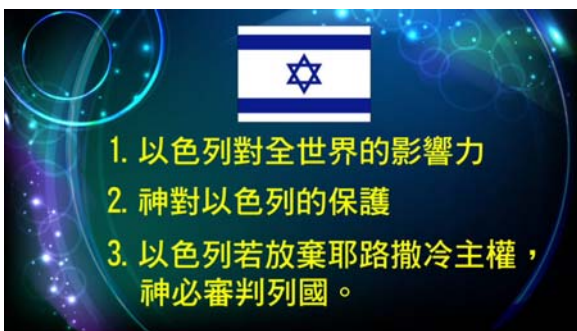 1. 以色列對全世界的影響力
2. 神對以色列的保護
3. 以色列若放棄耶路撒冷主權，
神必審判列國。